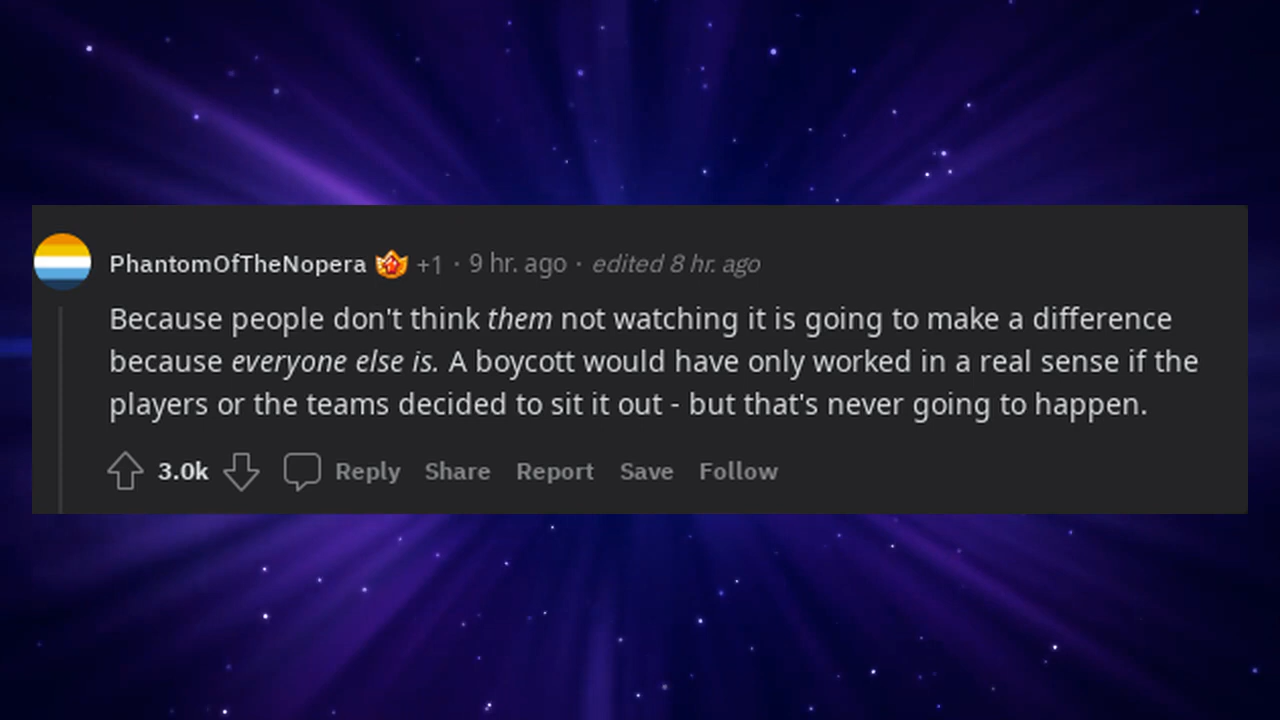 PhantomOfTheNopera +1 · 9 hr. ago · edited 8 hr. ago
Because people don't think them not watching it is going to make a difference
because everyone else is. A boycott would have only worked in a real sense if the
players or the teams decided to sit it out - but that's never going to happen.
3.0k Reply Share Report Save Follow